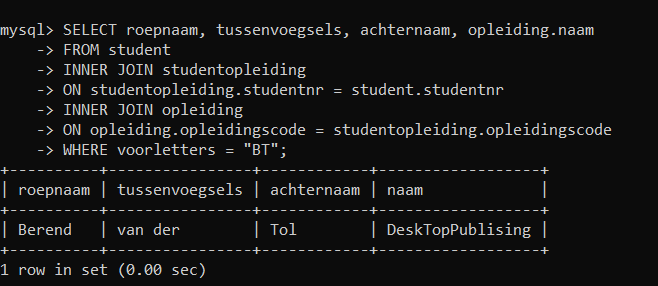 mysql> SELECT roepnaam, tussenvoegsels, achternaam, opleiding.naam
    -> FROM student
    -> INNER JOIN studentopleiding
    -> ON studentopleiding.studentnr = student.studentnr
    -> INNER JOIN opleiding
    -> ON opleiding.opleidingscode = studentopleiding.opleidingscode
    -> WHERE voorletters = "BT";
+----------+----------------+------------+-----------------+
| roepnaam | tussenvoegsels | achternaam | naam            |
+----------+----------------+------------+-----------------+
| Berend   | van der        | Tol        | DeskTopPublising |
+----------+----------------+------------+-----------------+
1 row in set (0.00 sec)